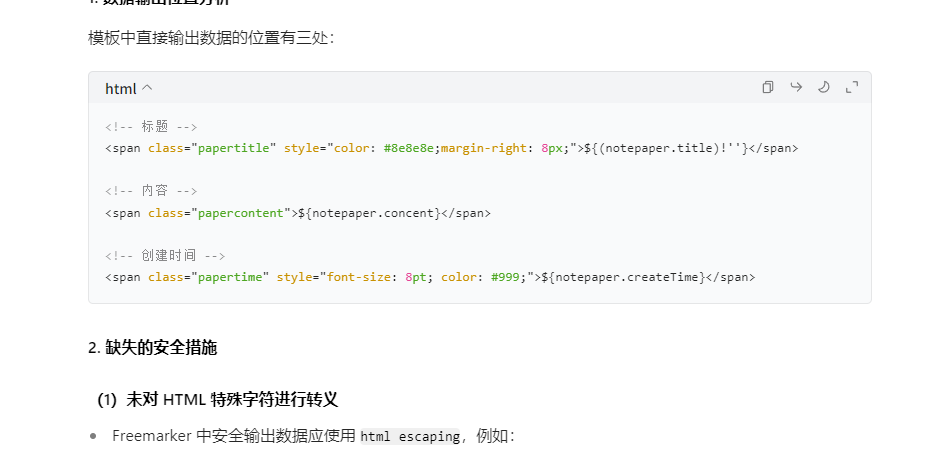 1. 数据输出位置分析
模板中直接输出数据的位置有三处：
html
<!-- 标题 -->
<span class="papertitle" style="color: #8e8e8e;margin-right: 8px;">${(notepaper.title)!''}</span>
<!-- 内容 -->
<span class="papercontent">${notepaper.concent}</span>
<!-- 创建时间 -->
<span class="papertime" style="font-size: 8pt; color: #999;">${notepaper.createTime}</span>
2. 缺失的安全措施
（1）未对 HTML 特殊字符进行转义
Freemarker 中安全输出数据应使用 html escaping，例如：